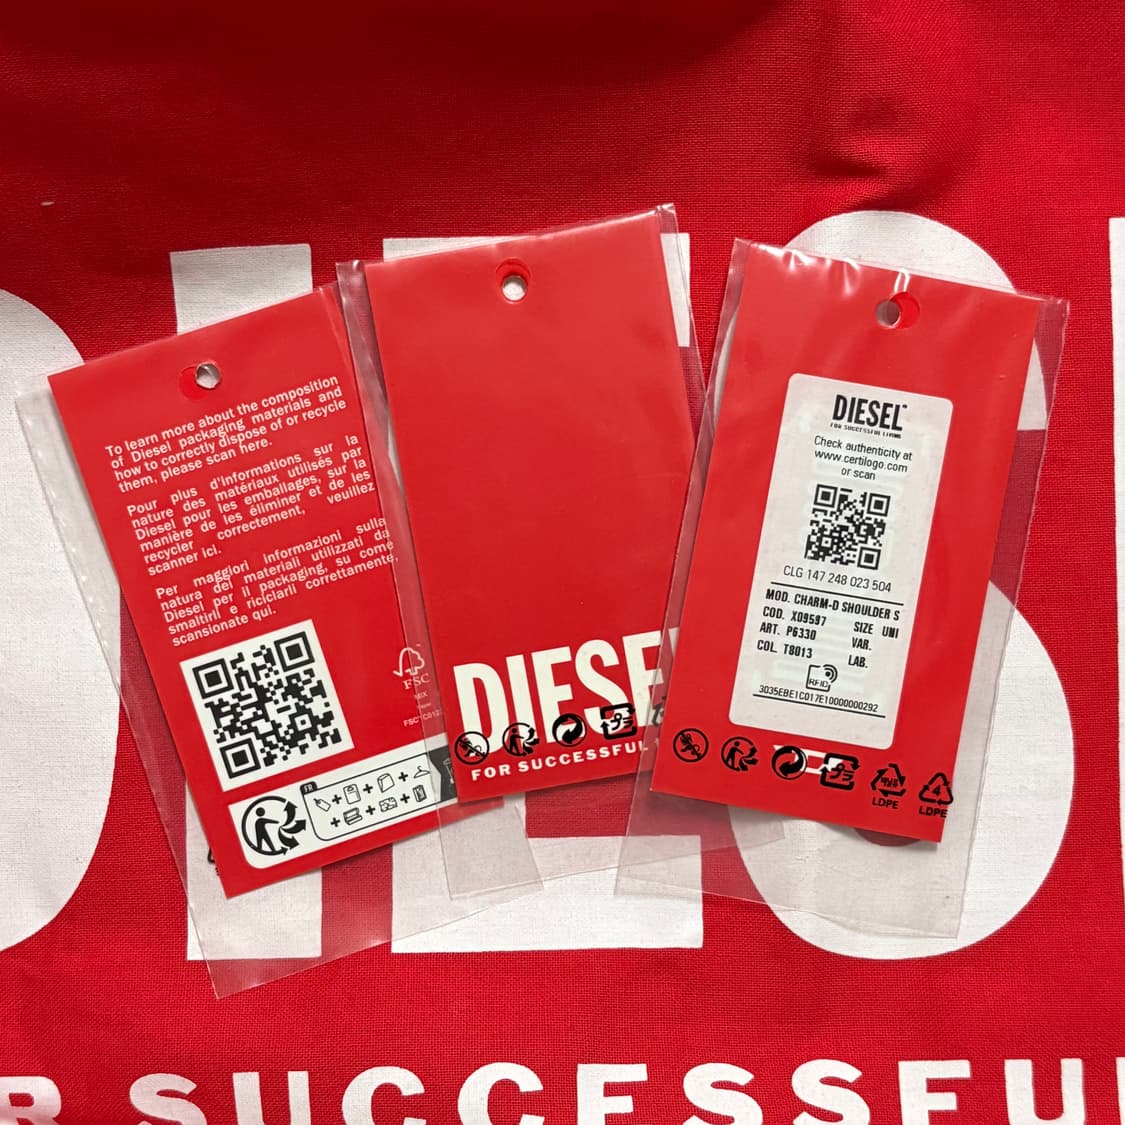 To learn more about the composition
of Diesel packaging materials and
how to correctly dispose of or recycle
them, please scan here.
Pour plus d'informations sur la
nature des matériaux utilisés par
Diesel pour les emballages, sur la
manière de les éliminer et de les
recycler correctement, veuillez
scanner ici.
Per maggiori informazioni sulla
natura dei materiali utilizzati da
Diesel per il packaging, su come
smaltirli e riciclarli correttamente,
scansionate qui.
FSC
FR
DIESEL
FOR SUCCESSFUL
DIESEL
FOR SUCCESSFUL LIVING
Check authenticity at
www.certilogo.com
or scan
CLG 147 248 023 504
MOD. CHARM-D SHOULDER S
COD. X09597 SIZE UNI
ART. P6330 VAR.
COL. T8013 LAB.
RFID
3035EBE1C017E10000000292
LDPE
4
LDPE
R SUCCESSFUL